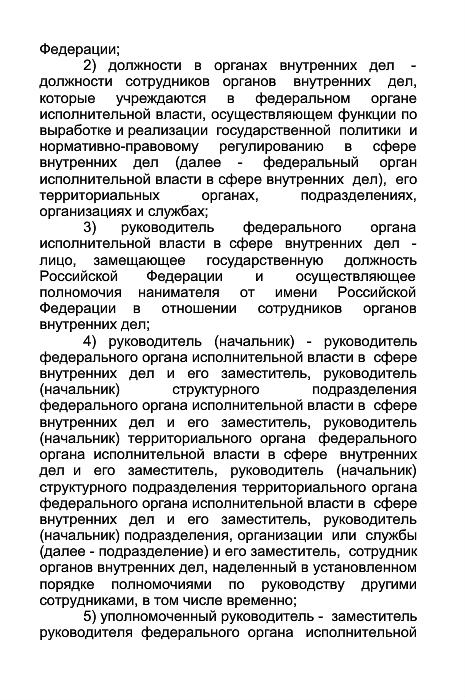 Федерации;
2) должности в органах внутренних дел -
должности сотрудников органов внутренних дел,
которые учреждаются в федеральном органе
исполнительной власти, осуществляющем функции по
выработке и реализации государственной политики и
нормативно-правовому регулированию в сфере
внутренних дел (далее - федеральный орган
исполнительной власти в сфере внутренних дел), его
территориальных органах, подразделениях,
организациях и службах;
3) руководитель федерального органа
исполнительной власти в сфере внутренних дел -
лицо, замещающее государственную должность
Российской Федерации и осуществляющее
полномочия нанимателя от имени Российской
Федерации в отношении сотрудников органов
внутренних дел;
4) руководитель (начальник) - руководитель
федерального органа исполнительной власти в сфере
внутренних дел и его заместитель, руководитель
(начальник) структурного подразделения
федерального органа исполнительной власти в сфере
внутренних дел и его заместитель, руководитель
(начальник) территориального органа федерального
органа исполнительной власти в сфере внутренних
дел и его заместитель, руководитель (начальник)
структурного подразделения территориального органа
федерального органа исполнительной власти в сфере
внутренних дел и его заместитель, руководитель
(начальник) подразделения, организации или службы
(далее - подразделение) и его заместитель, сотрудник
органов внутренних дел, наделенный в установленном
порядке полномочиями по руководству другими
сотрудниками, в том числе временно;
5) уполномоченный руководитель - заместитель
руководителя федерального органа исполнительной